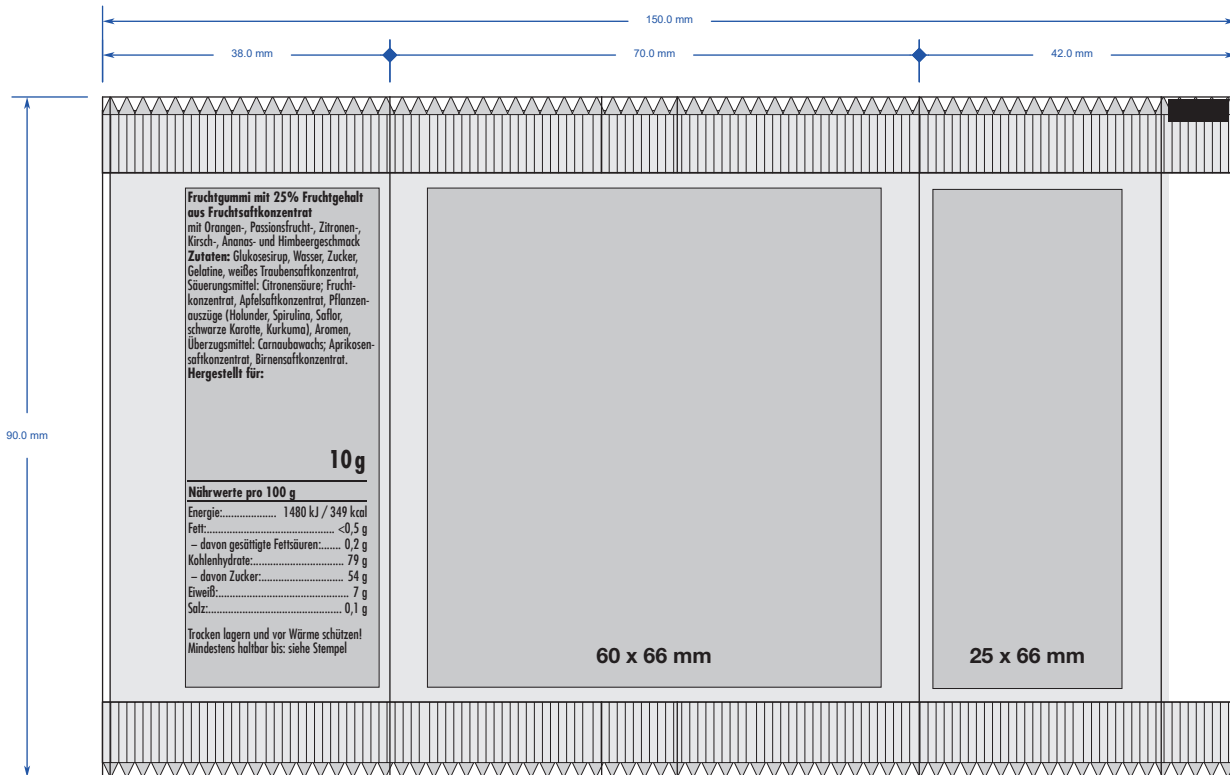 150.0 mm
38.0 mm
70.0 mm
42.0 mm
90.0 mm
Fruchtgummi mit 25% Fruchtgehalt
aus Fruchtsaftkonzentrat
mit Orangen-, Passionsfrucht-, Zitronen-,
Kirsch-, Ananas- und Himbeergeschmack
Zutaten: Glukosesirup, Wasser, Zucker,
Gelatine, weißes Traubensaftkonzentrat,
Säuerungsmittel: Citronensäure; Frucht-
konzentrat, Apfelsaftkonzentrat, Pflanzen-
auszüge (Holunder, Spirulina, Saflor,
schwarze Karotte, Kurkuma), Aromen,
Überzugsmittel: Carnaubawachs; Aprikosen-
saftkonzentrat, Birnensaftkonzentrat.
Hergestellt für:
10 g
Nährwerte pro 100 g
Energie:................... 1480 kJ / 349 kcal
Fett:............................................ <0,5 g
– davon gesättigte Fettsäuren:....... 0,2 g
Kohlenhydrate:............................... 79 g
– davon Zucker:............................ 54 g
Eiweiß:............................................. 7 g
Salz:.............................................. 0,1 g
Trocken lagern und vor Wärme schützen!
Mindestens haltbar bis: siehe Stempel
60 x 66 mm
25 x 66 mm